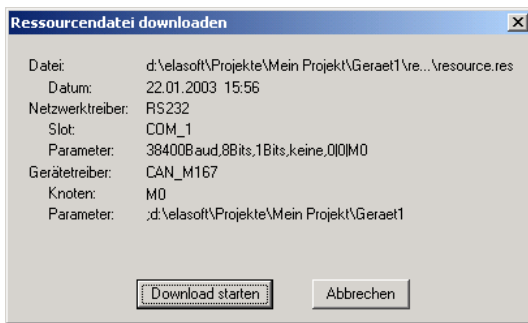 Ressourcendatei downloaden
Datei: d:\elasoft\Projekte\Mein Projekt\Geraet1\re...\resource.res
Datum: 22.01.2003 15:56
Netzwerktreiber: RS232
Slot: COM_1
Parameter: 38400Baud,8Bits,1Bits,keine,0|0|M0
Gerätetreiber: CAN_M167
Knoten: M0
Parameter: ;d:\elasoft\Projekte\Mein Projekt\Geraet1
Download starten Abbrechen